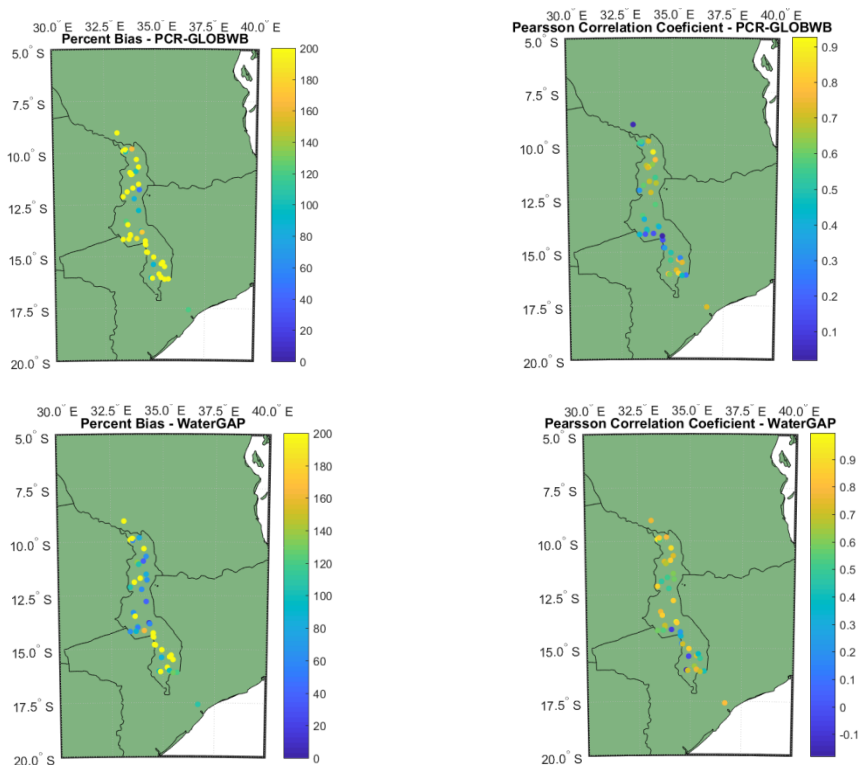 30.0° E 32.5° E 35.0° E 37.5° E 40.0° E
Percent Bias - PCR-GLOBWB
5.0° S
7.5° S
10.0° S
12.5° S
15.0° S
17.5° S
20.0° S
200
180
160
140
120
100
80
60
40
20
0
30.0° E 32.5° E 35.0° E 37.5° E 40.0° E
Pearsson Correlation Coeficient - PCR-GLOBWB
5.0° S
7.5° S
10.0° S
12.5° S
15.0° S
17.5° S
20.0° S
0.9
0.8
0.7
0.6
0.5
0.4
0.3
0.2
0.1
30.0° E 32.5° E 35.0° E 37.5° E 40.0° E
Percent Bias - WaterGAP
5.0° S
7.5° S
10.0° S
12.5° S
15.0° S
17.5° S
20.0° S
200
180
160
140
120
100
80
60
40
20
0
30.0° E 32.5° E 35.0° E 37.5° E 40.0° E
Pearsson Correlation Coeficient - WaterGAP
5.0° S
7.5° S
10.0° S
12.5° S
15.0° S
17.5° S
20.0° S
0.9
0.8
0.7
0.6
0.5
0.4
0.3
0.2
0.1
0
-0.1